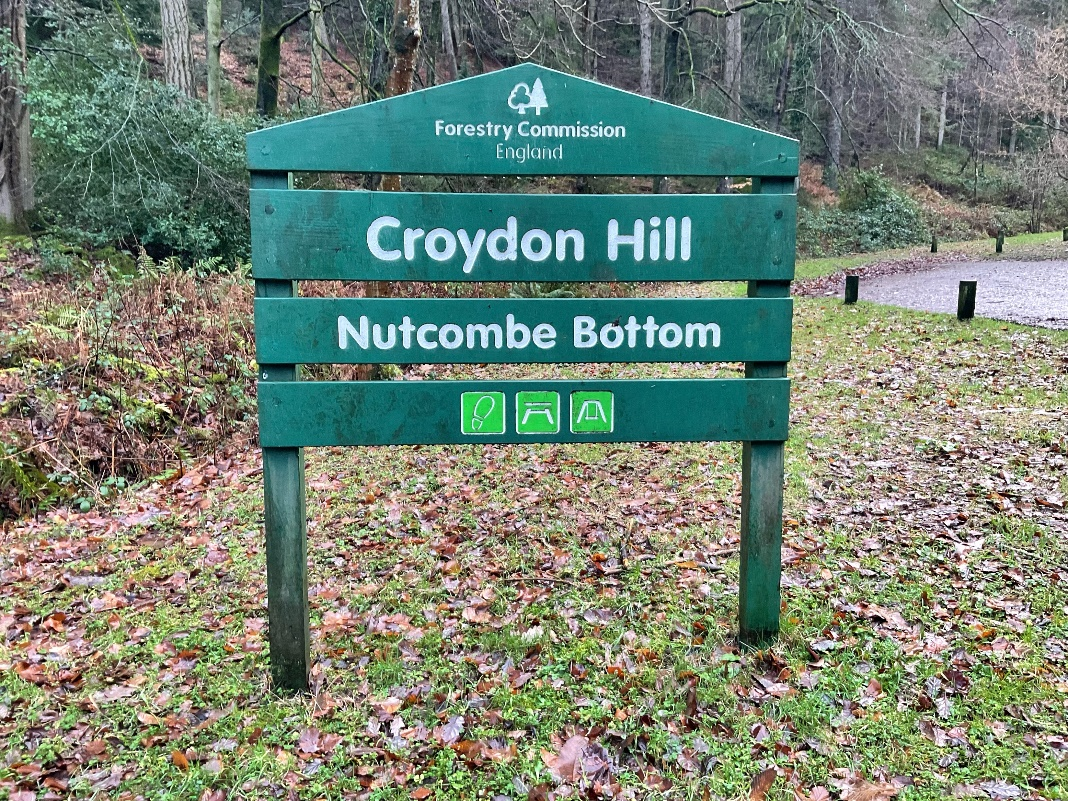 Forestry Commission
England
Croydon Hill
Nutcombe Bottom